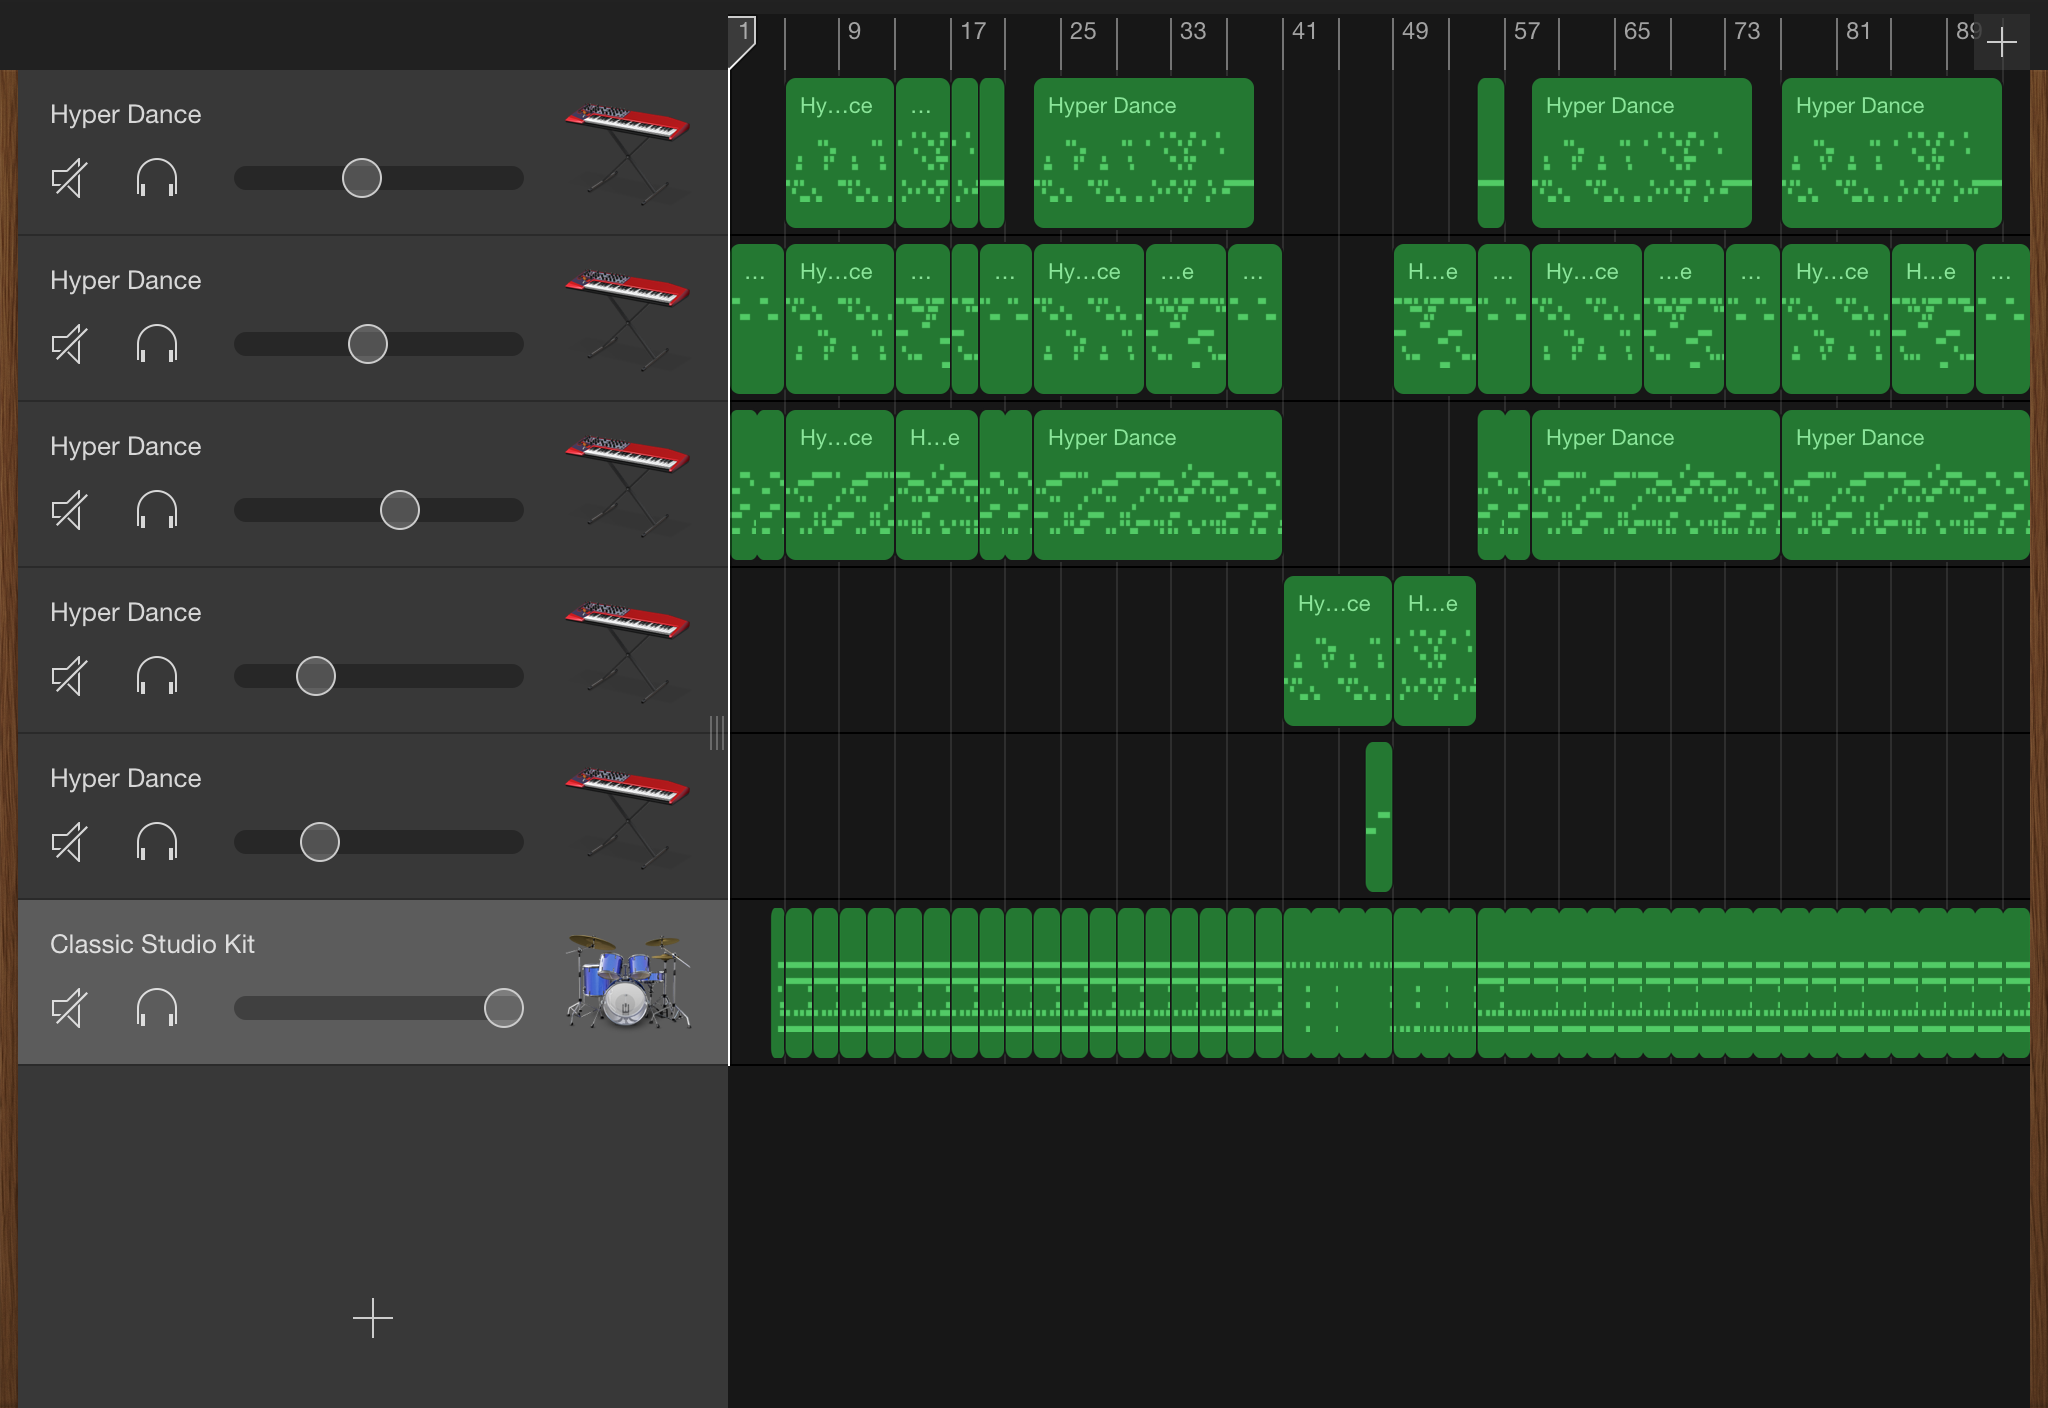 1 9 17 25 33 41 49 57 65 73 81 89
Hyper Dance
Hy...ce ... Hyper Dance Hyper Dance Hyper Dance
Hyper Dance
... Hy...ce ... ... Hy...ce ...e ... H...e ... Hy...ce ...e ... Hy...ce H...e ...
Hyper Dance
Hy...ce H...e Hyper Dance Hyper Dance Hyper Dance
Hyper Dance
Hy...ce H...e
Hyper Dance
Classic Studio Kit